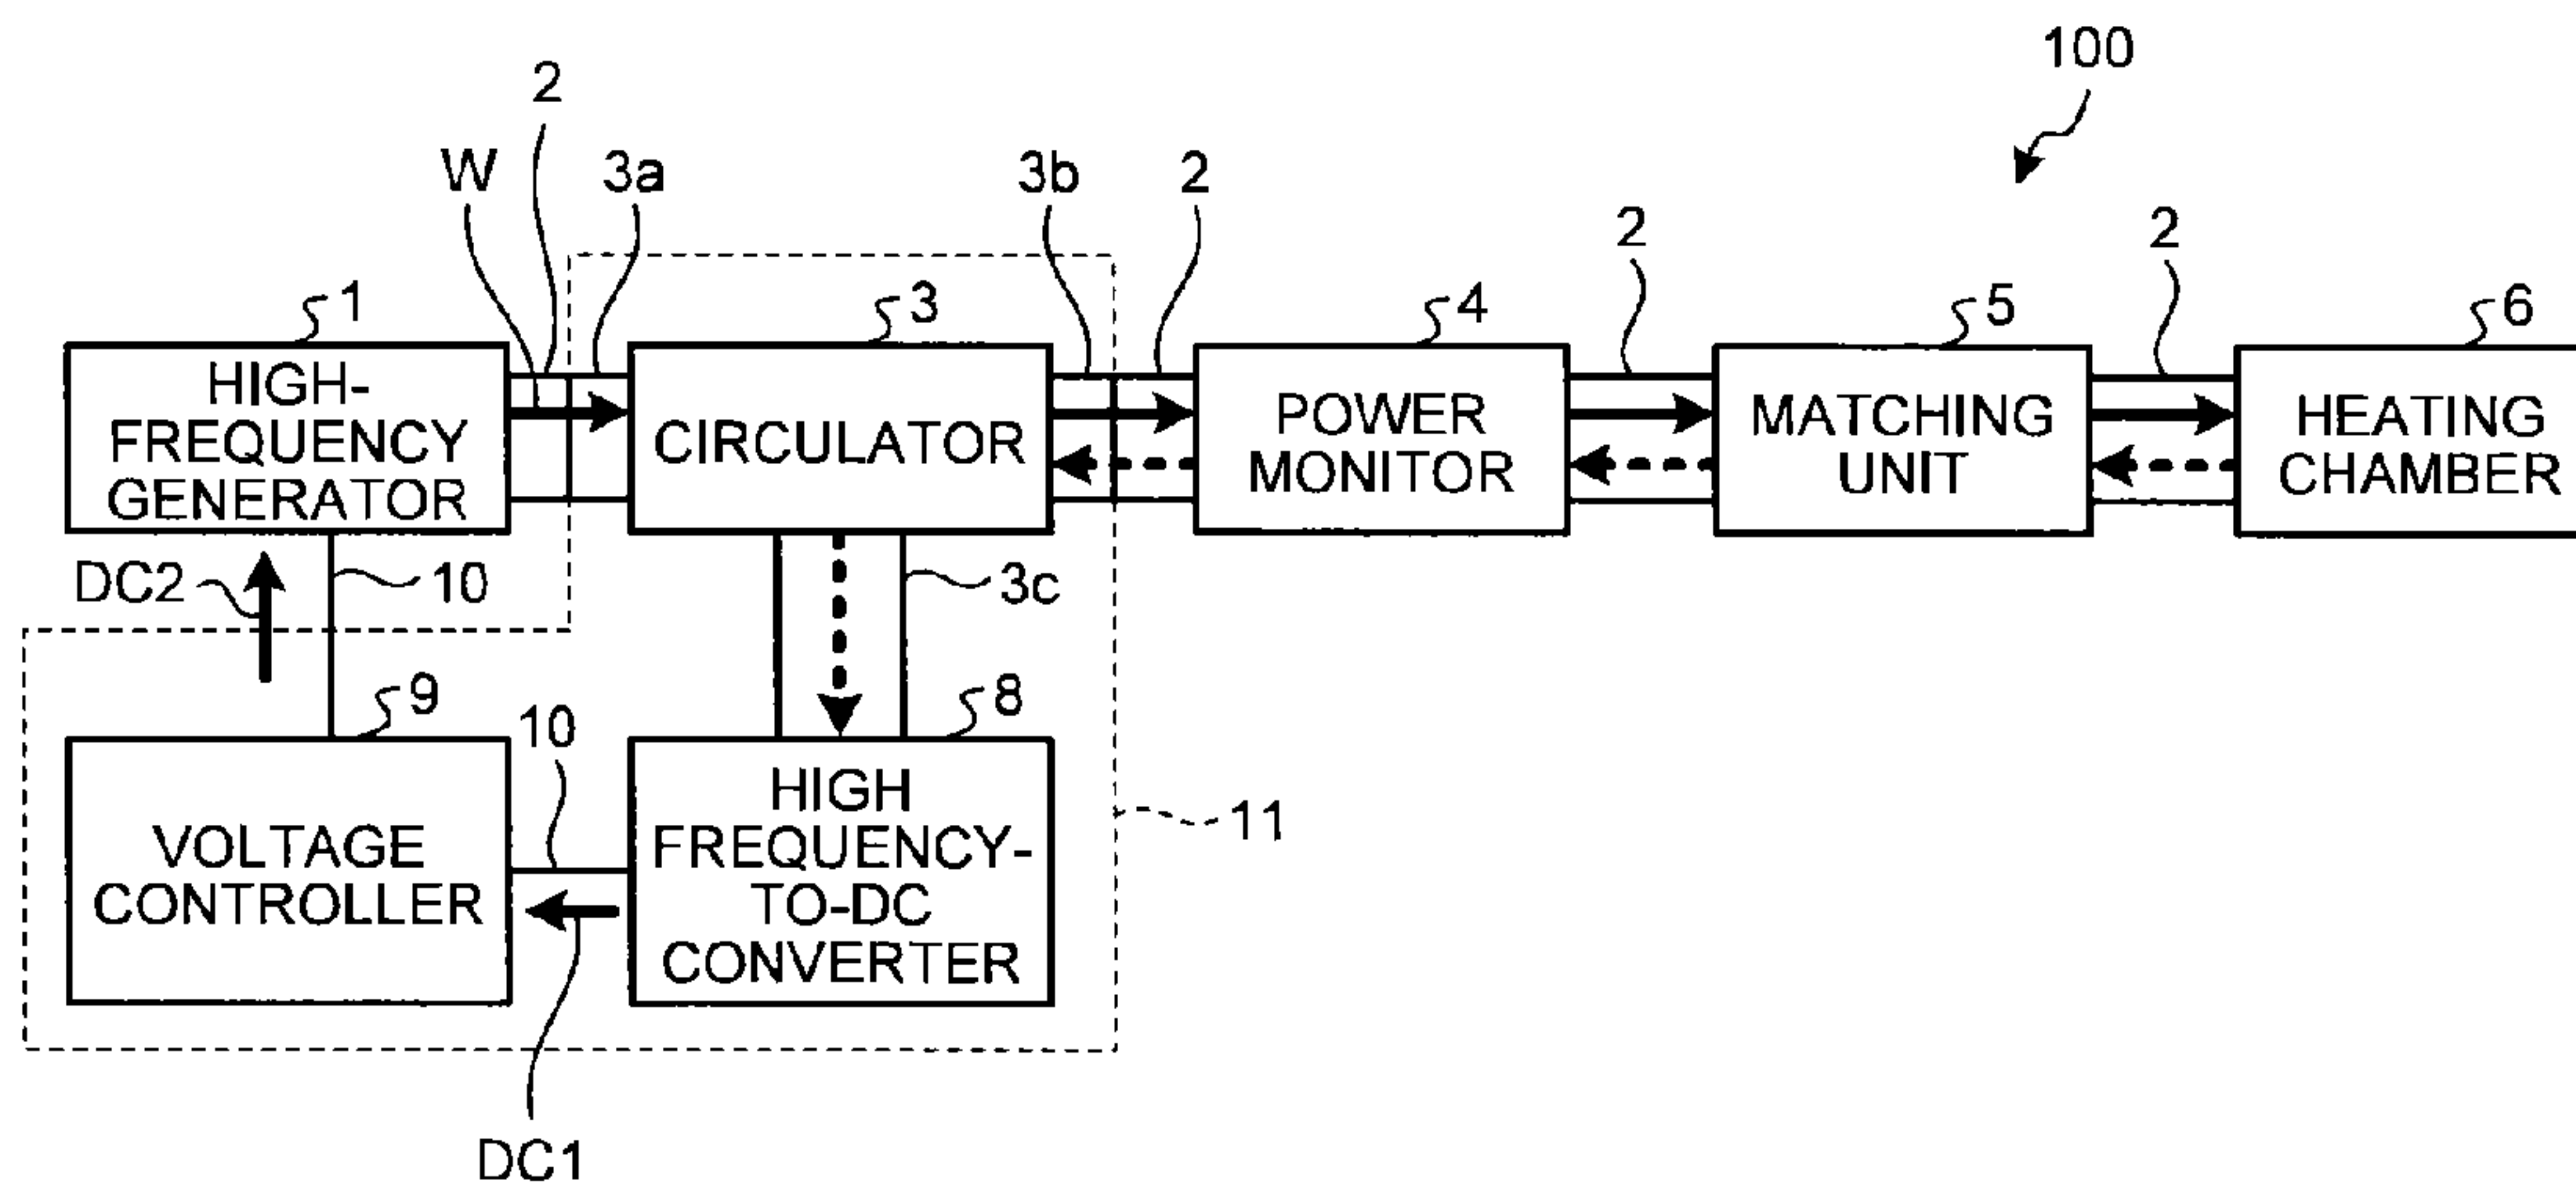 100
2
W
3a
3b
2
2
2
1
3
4
5
6
HIGH-
FREQUENCY
GENERATOR
CIRCULATOR
POWER
MONITOR
MATCHING
UNIT
HEATING
CHAMBER
DC2
10
3c
9
10
8
VOLTAGE
CONTROLLER
HIGH
FREQUENCY-
TO-DC
CONVERTER
11
DC1